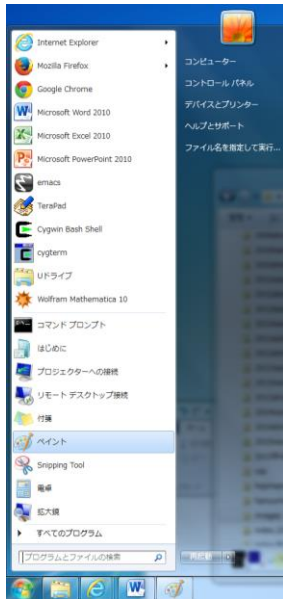 Internet Explorer
Mozilla Firefox
Google Chrome
Microsoft Word 2010
Microsoft Excel 2010
Microsoft PowerPoint 2010
emacs
TeraPad
Cygwin Bash Shell
cygterm
Uドライブ
Wolfram Mathematica 10
コマンド プロンプト
はじめに
プロジェクターへの接続
リモート デスクトップ接続
付箋
ペイント
Snipping Tool
電卓
拡大鏡
すべてのプログラム
プログラムとファイルの検索
コンピューター
コントロール パネル
デバイスとプリンター
ヘルプとサポート
ファイル名を指定して実行...
再起動